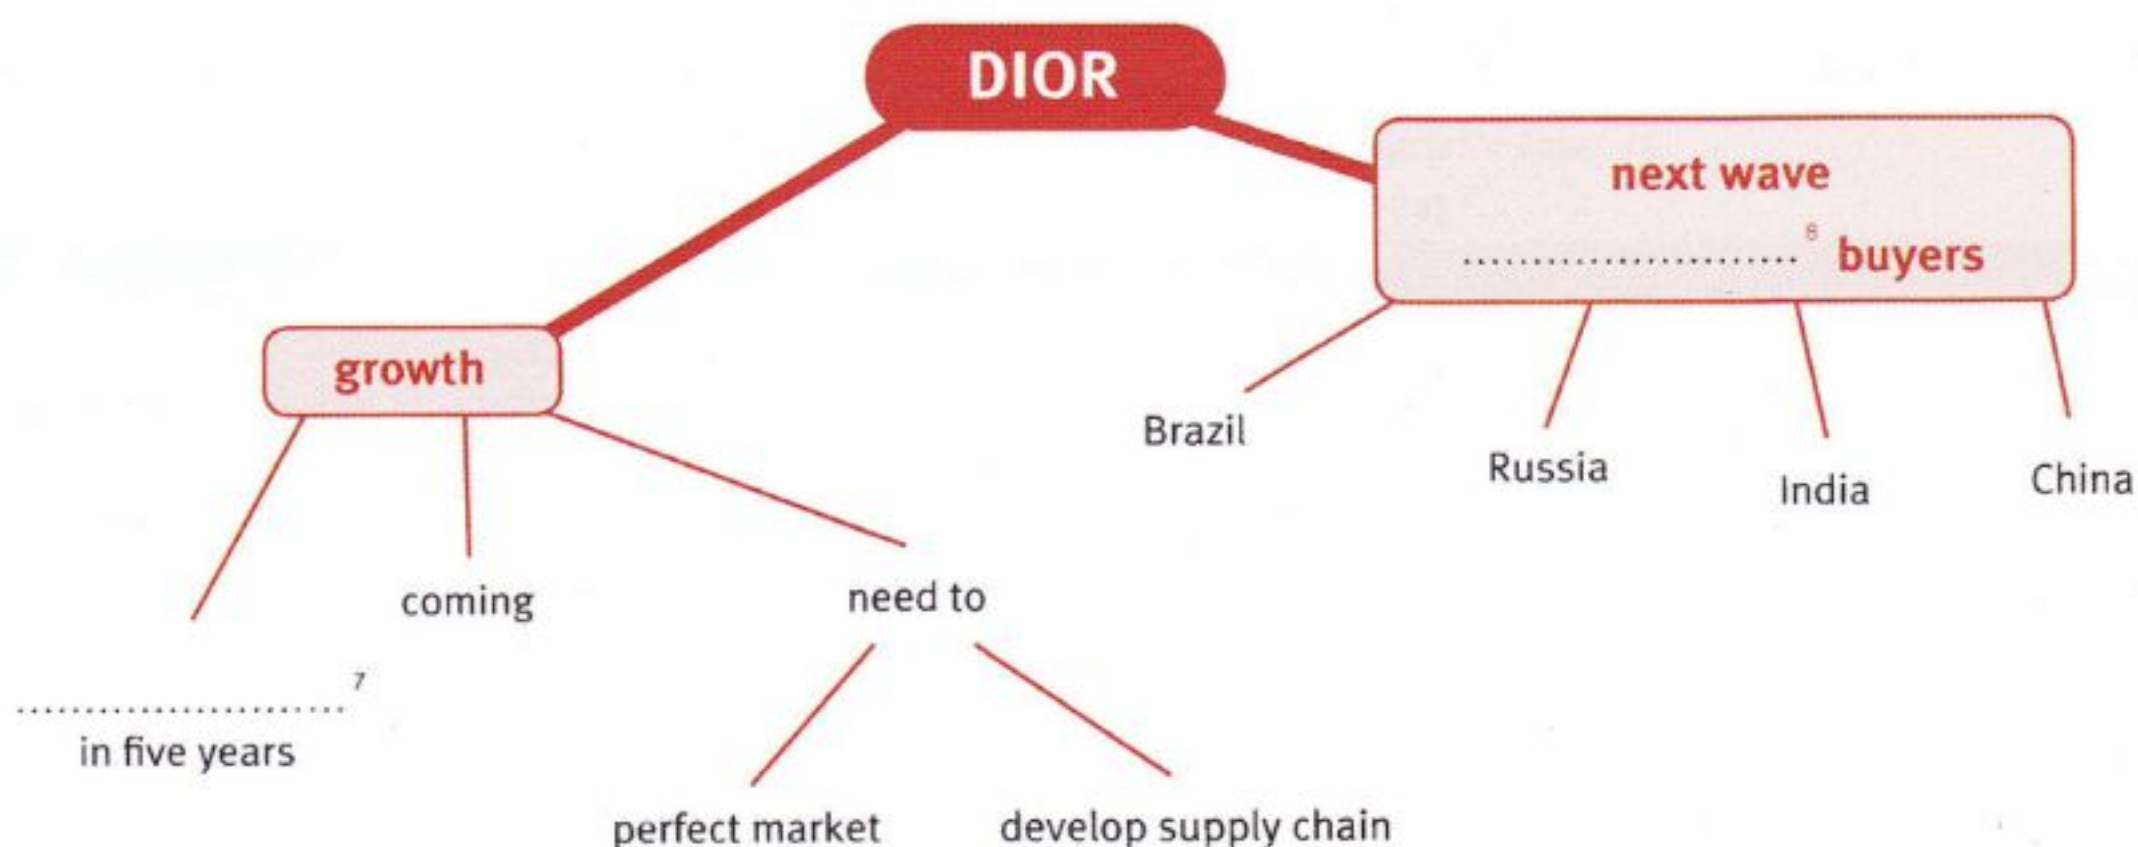 DIOR
next wave
..............................⁸ buyers
growth
Brazil
Russia
India
China
coming
need to
..............................⁷
in five years
perfect market
develop supply chain